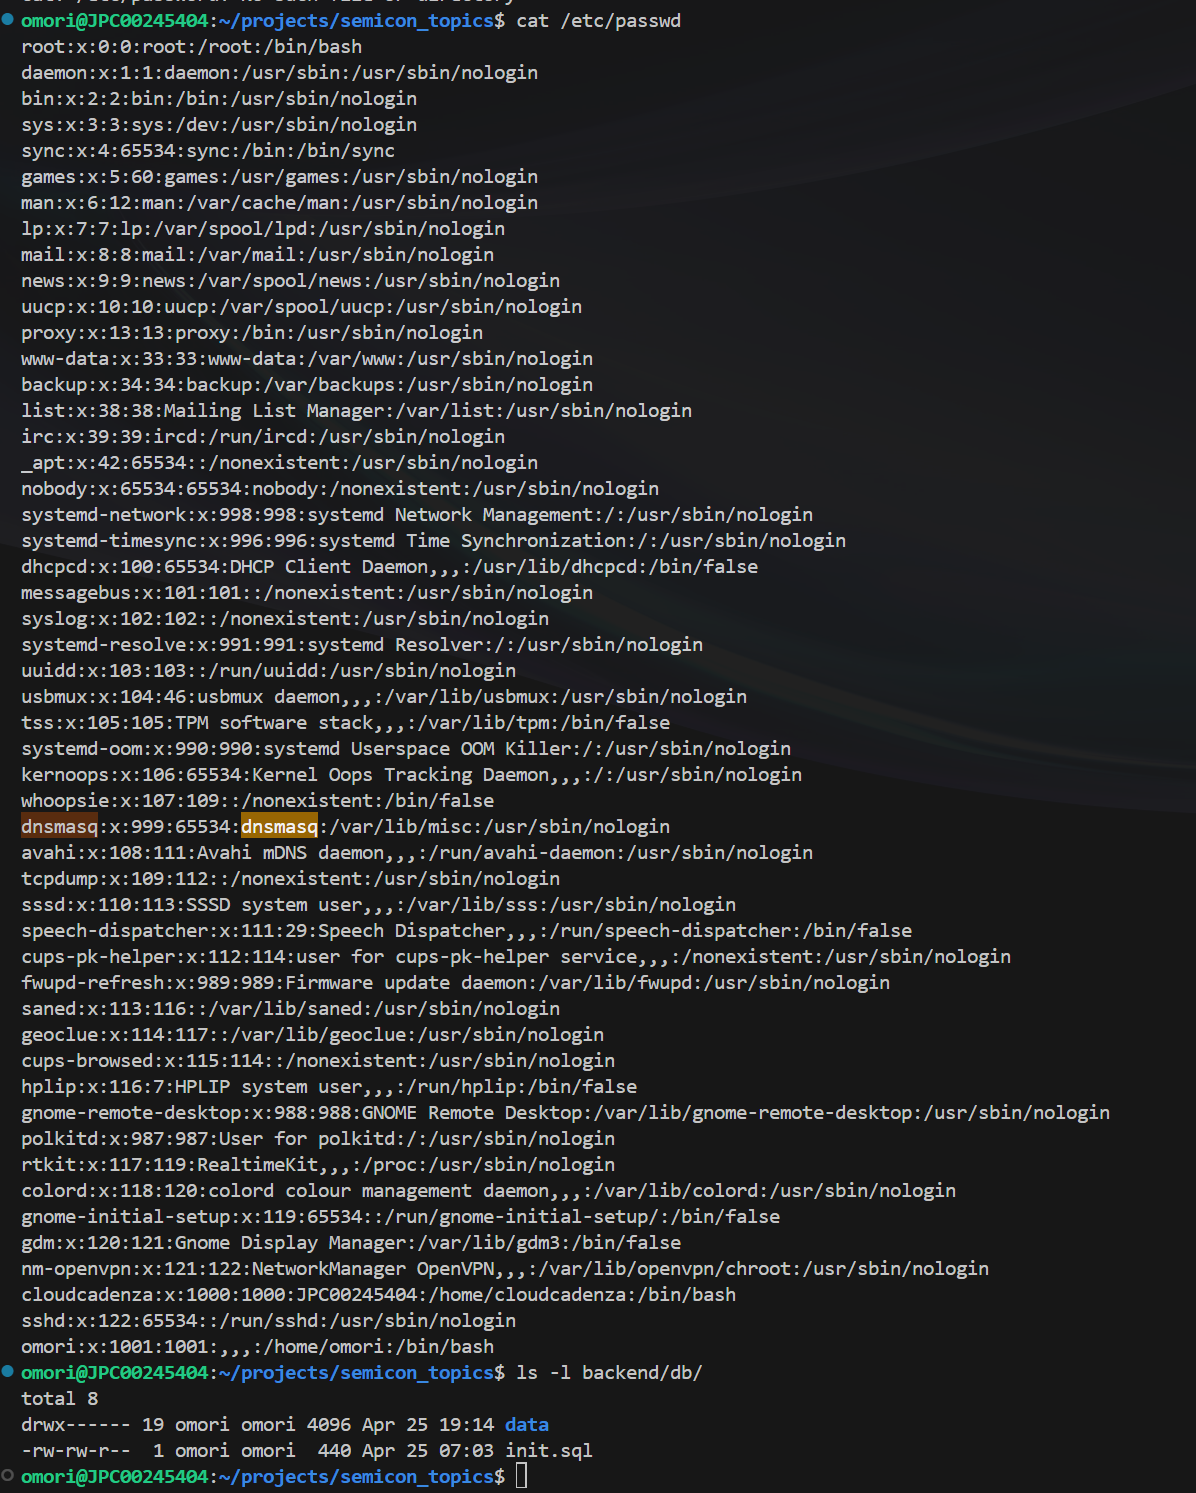 omori@JPC00245404:~/projects/semicon_topics$ cat /etc/passwd
root:x:0:0:root:/root:/bin/bash
daemon:x:1:1:daemon:/usr/sbin:/usr/sbin/nologin
bin:x:2:2:bin:/bin:/usr/sbin/nologin
sys:x:3:3:sys:/dev:/usr/sbin/nologin
sync:x:4:65534:sync:/bin:/bin/sync
games:x:5:60:games:/usr/games:/usr/sbin/nologin
man:x:6:12:man:/var/cache/man:/usr/sbin/nologin
lp:x:7:7:lp:/var/spool/lpd:/usr/sbin/nologin
mail:x:8:8:mail:/var/mail:/usr/sbin/nologin
news:x:9:9:news:/var/spool/news:/usr/sbin/nologin
uucp:x:10:10:uucp:/var/spool/uucp:/usr/sbin/nologin
proxy:x:13:13:proxy:/bin:/usr/sbin/nologin
www-data:x:33:33:www-data:/var/www:/usr/sbin/nologin
backup:x:34:34:backup:/var/backups:/usr/sbin/nologin
list:x:38:38:Mailing List Manager:/var/list:/usr/sbin/nologin
irc:x:39:39:ircd:/run/ircd:/usr/sbin/nologin
_apt:x:42:65534::/nonexistent:/usr/sbin/nologin
nobody:x:65534:65534:nobody:/nonexistent:/usr/sbin/nologin
systemd-network:x:998:998:systemd Network Management:/:/usr/sbin/nologin
systemd-timesync:x:996:996:systemd Time Synchronization:/:/usr/sbin/nologin
dhcpcd:x:100:65534:DHCP Client Daemon,,,:/usr/lib/dhcpcd:/bin/false
messagebus:x:101:101::/nonexistent:/usr/sbin/nologin
syslog:x:102:102::/nonexistent:/usr/sbin/nologin
systemd-resolve:x:991:991:systemd Resolver:/:/usr/sbin/nologin
uuidd:x:103:103::/run/uuidd:/usr/sbin/nologin
usbmux:x:104:46:usbmux daemon,,,:/var/lib/usbmux:/usr/sbin/nologin
tss:x:105:105:TPM software stack,,,:/var/lib/tpm:/bin/false
systemd-oom:x:990:990:systemd Userspace OOM Killer:/:/usr/sbin/nologin
kernoops:x:106:65534:Kernel Oops Tracking Daemon,,,:/:/usr/sbin/nologin
whoopsie:x:107:109::/nonexistent:/bin/false
dnsmasq:x:999:65534:dnsmasq:/var/lib/misc:/usr/sbin/nologin
avahi:x:108:111:Avahi mDNS daemon,,,:/run/avahi-daemon:/usr/sbin/nologin
tcpdump:x:109:112::/nonexistent:/usr/sbin/nologin
sssd:x:110:113:SSSD system user,,,:/var/lib/sss:/usr/sbin/nologin
speech-dispatcher:x:111:29:Speech Dispatcher,,,:/run/speech-dispatcher:/bin/false
cups-pk-helper:x:112:114:user for cups-pk-helper service,,,:/nonexistent:/usr/sbin/nologin
fwupd-refresh:x:989:989:Firmware update daemon:/var/lib/fwupd:/usr/sbin/nologin
saned:x:113:116::/var/lib/saned:/usr/sbin/nologin
geoclue:x:114:117::/var/lib/geoclue:/usr/sbin/nologin
cups-browsed:x:115:114::/nonexistent:/usr/sbin/nologin
hplip:x:116:7:HPLIP system user,,,:/run/hplip:/bin/false
gnome-remote-desktop:x:988:988:GNOME Remote Desktop:/var/lib/gnome-remote-desktop:/usr/sbin/nologin
polkitd:x:987:987:User for polkitd:/:/usr/sbin/nologin
rtkit:x:117:119:RealtimeKit,,,:/proc:/usr/sbin/nologin
colord:x:118:120:colord colour management daemon,,,:/var/lib/colord:/usr/sbin/nologin
gnome-initial-setup:x:119:65534::/run/gnome-initial-setup/:/bin/false
gdm:x:120:121:Gnome Display Manager:/var/lib/gdm3:/bin/false
nm-openvpn:x:121:122:NetworkManager OpenVPN,,,:/var/lib/openvpn/chroot:/usr/sbin/nologin
cloudcadenza:x:1000:1000:JPC00245404:/home/cloudcadenza:/bin/bash
sshd:x:122:65534::/run/sshd:/usr/sbin/nologin
omori:x:1001:1001:,,,:/home/omori:/bin/bash
omori@JPC00245404:~/projects/semicon_topics$ ls -l backend/db/
total 8
drwx------ 19 omori omori 4096 Apr 25 19:14 data
-rw-rw-r--  1 omori omori  440 Apr 25 07:03 init.sql
omori@JPC00245404:~/projects/semicon_topics$